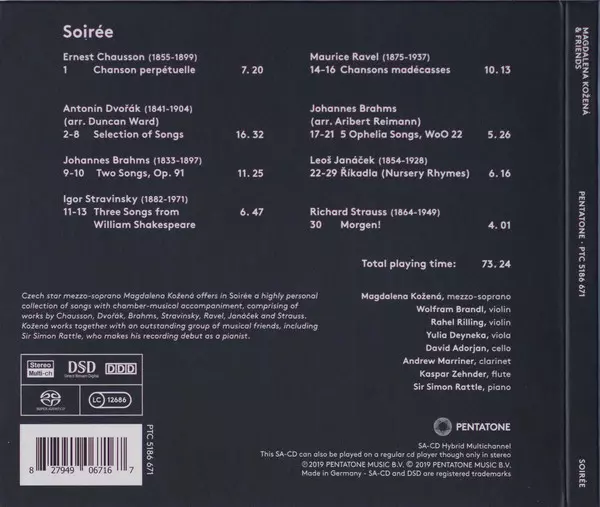 Soirée
Ernest Chausson (1855-1899)
1 Chanson perpétuelle 7. 20
Antonín Dvořák (1841-1904)
(arr. Duncan Ward)
2-8 Selection of Songs 16. 32
Johannes Brahms (1833-1897)
9-10 Two Songs, Op. 91 11. 25
Igor Stravinsky (1882-1971)
11-13 Three Songs from 6. 47
William Shakespeare
Maurice Ravel (1875-1937)
14-16 Chansons madécasses 10. 13
Johannes Brahms
(arr. Aribert Reimann)
17-21 5 Ophelia Songs, WoO 22 5. 26
Leoš Janáček (1854-1928)
22-29 Říkadla (Nursery Rhymes) 6. 16
Richard Strauss (1864-1949)
30 Morgen! 4. 01
Total playing time: 73. 24
Czech star mezzo-soprano Magdalena Kožená offers in Soirée a highly personal
collection of songs with chamber-musical accompaniment, comprising of
works by Chausson, Dvořák, Brahms, Stravinsky, Ravel, Janáček and Strauss.
Kožená works together with an outstanding group of musical friends, including
Sir Simon Rattle, who makes his recording debut as a pianist.
Magdalena Kožená, mezzo-soprano
Wolfram Brandl, violin
Rahel Rilling, violin
Yulia Deyneka, viola
David Adorjan, cello
Andrew Marriner, clarinet
Kaspar Zehnder, flute
Sir Simon Rattle, piano
Stereo
Multi-ch
DSD
Direct Stream Digital
DDD
SUPER AUDIO CD
LC 12686
8 27949 06716 7
PTC 5186 671
PENTATONE
SA-CD Hybrid Multichannel
This SA-CD can also be played on a regular cd player though only in stereo
℗ 2019 PENTATONE MUSIC B.V. © 2019 PENTATONE MUSIC B.V.
Made in Germany - SA-CD and DSD are registered trademarks
MAGDALENA KOŽENÁ
& FRIENDS
PENTATONE · PTC 5186 671
SOIRÉE